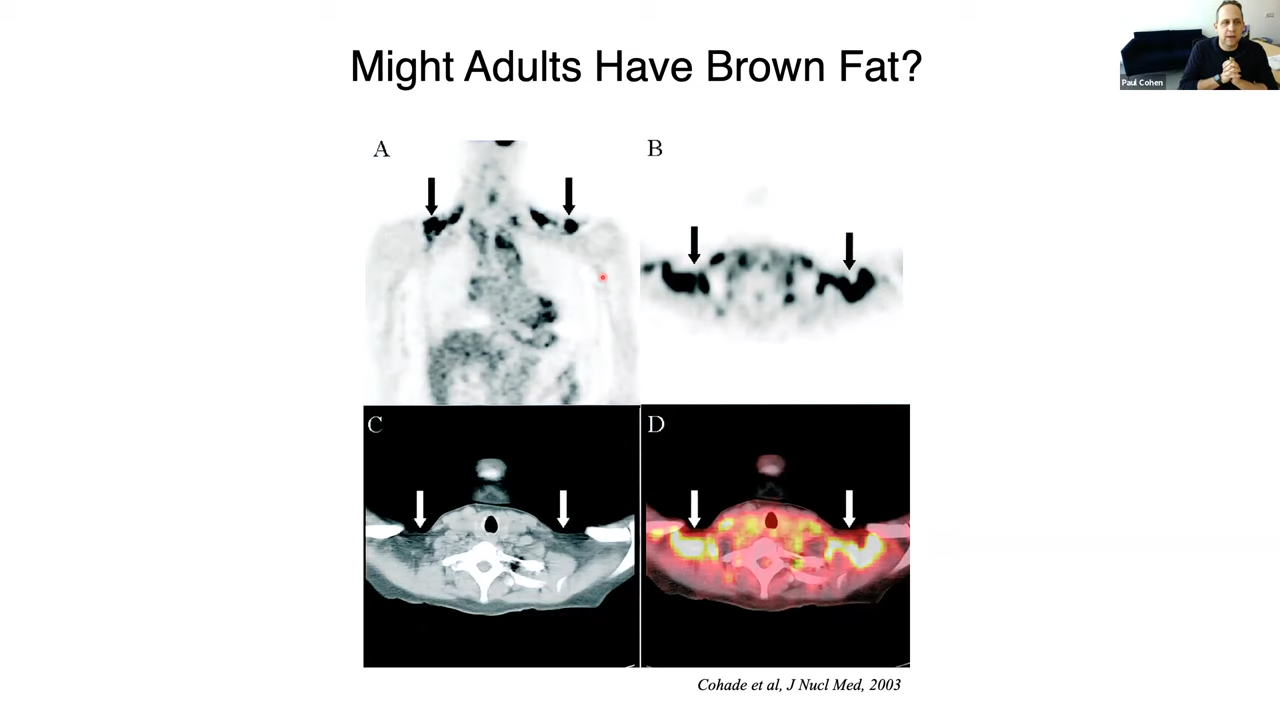 Might Adults Have Brown Fat?
Paul Cohen
A
B
C
D
Cohade et al, J Nucl Med, 2003